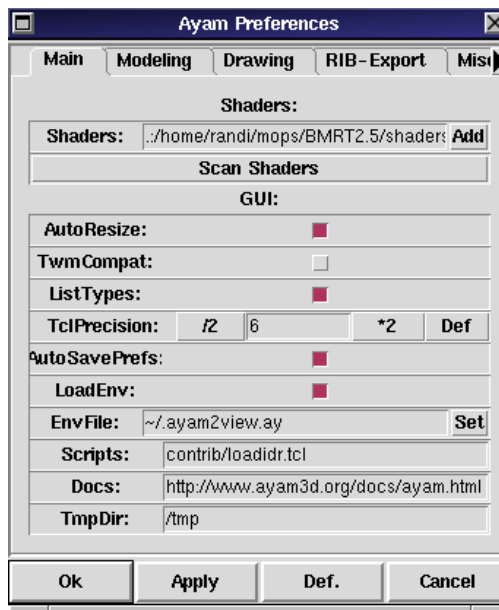 Ayam Preferences
Main Modeling Drawing RIB-Export Misc
Shaders:
Shaders: .:/home/randi/mops/BMRT2.5/shaders Add
Scan Shaders
GUI:
AutoResize:
TwmCompat:
ListTypes:
TclPrecision: /2 6 *2 Def
AutoSavePrefs:
LoadEnv:
EnvFile: ~/.ayam2view.ay Set
Scripts: contrib/loadidr.tcl
Docs: http://www.ayam3d.org/docs/ayam.html
TmpDir: /tmp
Ok Apply Def. Cancel